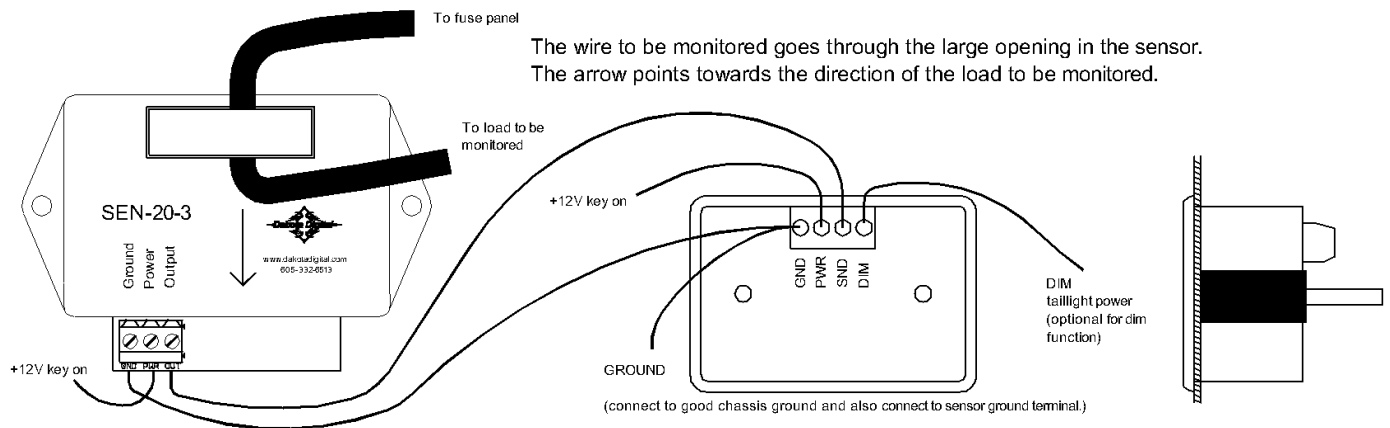 To fuse panel
The wire to be monitored goes through the large opening in the sensor.
The arrow points towards the direction of the load to be monitored.
To load to be
monitored
SEN-20-3
Dakota Digital
www.dakotadigital.com
605-332-6513
Ground
Power
Output
GND PWR OUT
+12V key on
+12V key on
GND
PWR
SND
DIM
DIM
taillight power
(optional for dim
function)
GROUND
(connect to good chassis ground and also connect to sensor ground terminal.)